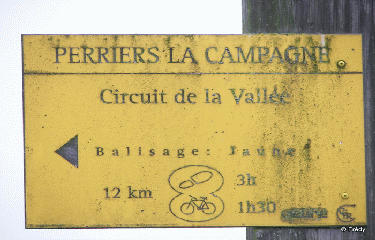 PERRIERS LA CAMPAGNE
Circuit de la Vallée
Balisage: Jaune
12 km
3h
1h30